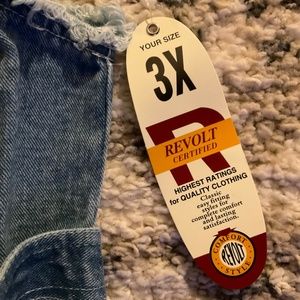 YOUR SIZE
3X
R
REVOLT
CERTIFIED
HIGHEST RATINGS
for QUALITY CLOTHING
Classic
easy fitting
styles for
complete comfort
and lasting
satisfaction.
COMFORT
REVOLT
STYLE